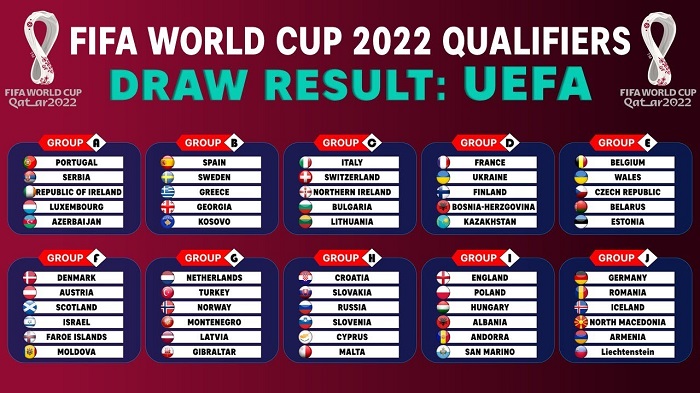 FIFA WORLD CUP 2022 QUALIFIERS
DRAW RESULT: UEFA
FIFA WORLD CUP
Qatar2022
FIFA WORLD CUP
Qatar2022
GROUP A
PORTUGAL
SERBIA
REPUBLIC OF IRELAND
LUXEMBOURG
AZERBAIJAN
GROUP B
SPAIN
SWEDEN
GREECE
GEORGIA
KOSOVO
GROUP C
ITALY
SWITZERLAND
NORTHERN IRELAND
BULGARIA
LITHUANIA
GROUP D
FRANCE
UKRAINE
FINLAND
BOSNIA-HERZGOVINA
KAZAKHSTAN
GROUP E
BELGIUM
WALES
CZECH REPUBLIC
BELARUS
ESTONIA
GROUP F
DENMARK
AUSTRIA
SCOTLAND
ISRAEL
FAROE ISLANDS
MOLDOVA
GROUP G
NETHERLANDS
TURKEY
NORWAY
MONTENEGRO
LATVIA
GIBRALTAR
GROUP H
CROATIA
SLOVAKIA
RUSSIA
SLOVENIA
CYPRUS
MALTA
GROUP I
ENGLAND
POLAND
HUNGARY
ALBANIA
ANDORRA
SAN MARINO
GROUP J
GERMANY
ROMANIA
ICELAND
NORTH MACEDONIA
ARMENIA
Liechtenstein